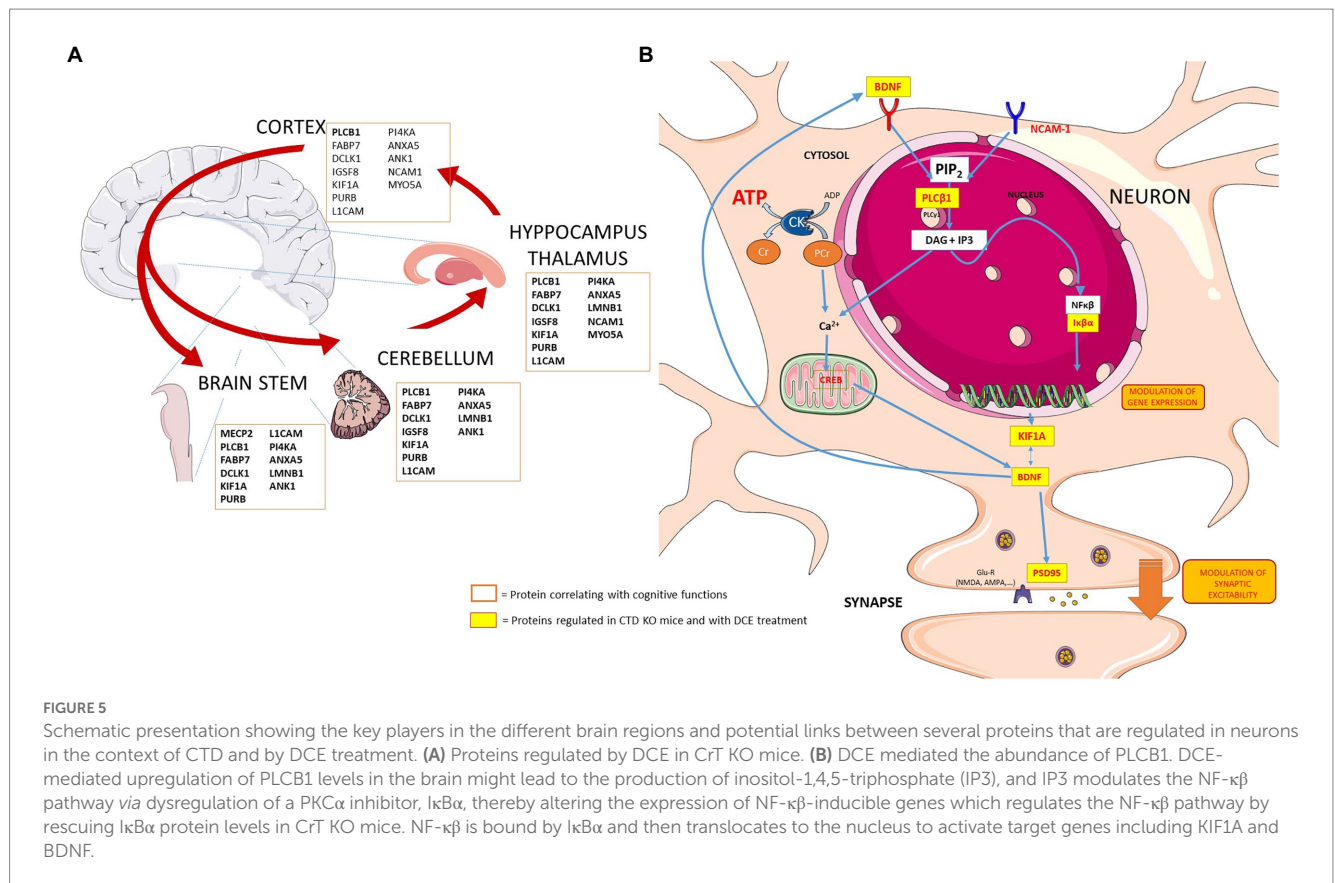 A
CORTEX
PLCB1 PI4KA
FABP7 ANXA5
DCLK1 ANK1
IGSF8 NCAM1
KIF1A MYO5A
PURB
L1CAM
HYPPOCAMPUS
THALAMUS
PLCB1 PI4KA
FABP7 ANXA5
DCLK1 LMNB1
IGSF8 NCAM1
KIF1A MYO5A
PURB
L1CAM
CEREBELLUM
PLCB1 PI4KA
FABP7 ANXA5
DCLK1 LMNB1
IGSF8 ANK1
KIF1A
PURB
L1CAM
BRAIN STEM
MECP2 L1CAM
PLCB1 PI4KA
FABP7 ANXA5
DCLK1 LMNB1
KIF1A ANK1
PURB
B
BDNF
NCAM-1
CYTOSOL
PIP2
NEURON
ATP
ADP
PLCβ1
NUCLEUS
PLCγ1
CK
DAG + IP3
Cr
PCr
NFκβ
Iκβα
Ca2+
CREB
MODULATION OF
GENE EXPRESSION
KIF1A
BDNF
Glu-R
(NMDA, AMPA,...)
PSD95
MODULATION OF
SYNAPTIC
EXCITABILITY
SYNAPSE
= Protein correlating with cognitive functions
= Proteins regulated in CTD KO mice and with DCE treatment
FIGURE 5
Schematic presentation showing the key players in the different brain regions and potential links between several proteins that are regulated in neurons
in the context of CTD and by DCE treatment. (A) Proteins regulated by DCE in CrT KO mice. (B) DCE mediated the abundance of PLCB1. DCE-
mediated upregulation of PLCB1 levels in the brain might lead to the production of inositol-1,4,5-triphosphate (IP3), and IP3 modulates the NF-κβ
pathway via dysregulation of a PKCα inhibitor, IκBα, thereby altering the expression of NF-κβ-inducible genes which regulates the NF-κβ pathway by
rescuing IκBα protein levels in CrT KO mice. NF-κβ is bound by IκBα and then translocates to the nucleus to activate target genes including KIF1A and
BDNF.